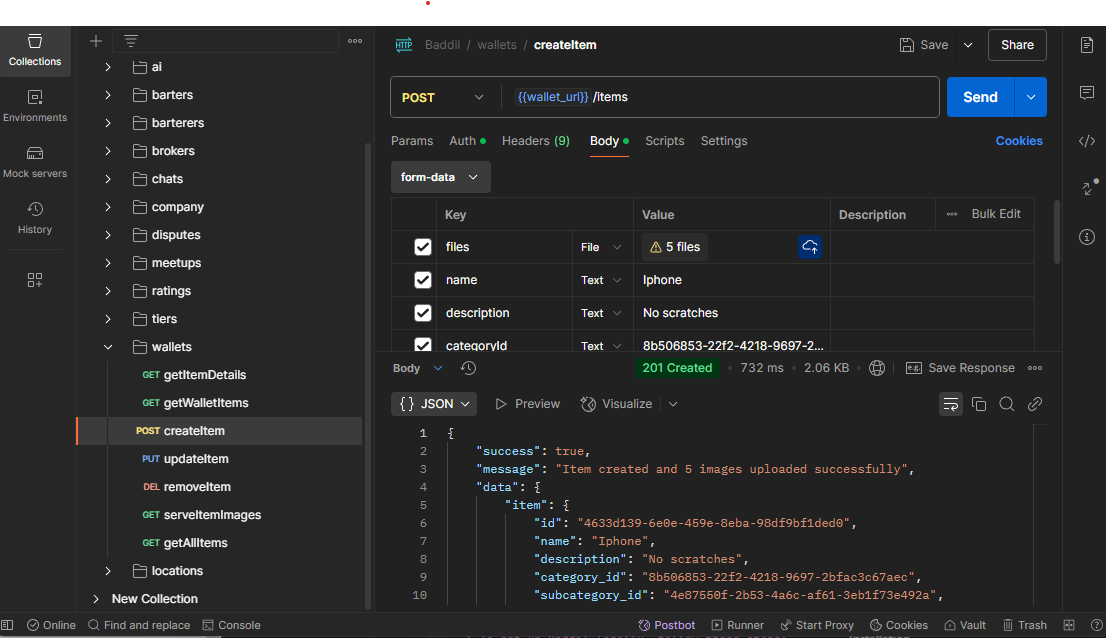 Collections
Environments
Mock servers
History
ai
barters
barterers
brokers
chats
company
disputes
meetups
ratings
tiers
wallets
GET getItemDetails
GET getWalletItems
POST createItem
PUT updateItem
DEL removeItem
GET serveItemImages
GET getAllItems
locations
New Collection
HTTP Baddil / wallets / createItem
Save
Share
POST
{{wallet_url}} /items
Send
Params Auth Headers (9) Body Scripts Settings Cookies
form-data
Key Value Description Bulk Edit
files File 5 files
name Text Iphone
description Text No scratches
categoryId Text 8b506853-22f2-4218-9697-2...
Body 201 Created 732 ms 2.06 KB e.g. Save Response
{} JSON Preview Visualize
1 {
2 "success": true,
3 "message": "Item created and 5 images uploaded successfully",
4 "data": {
5 "item": {
6 "id": "4633d139-6e0e-459e-8eba-98df9bf1ded0",
7 "name": "Iphone",
8 "description": "No scratches",
9 "category_id": "8b506853-22f2-4218-9697-2bfac3c67aec",
10 "subcategory_id": "4e87550f-2b53-4a6c-af61-3eb1f73e492a",
Online Find and replace Console Postbot Runner Start Proxy Cookies Vault Trash